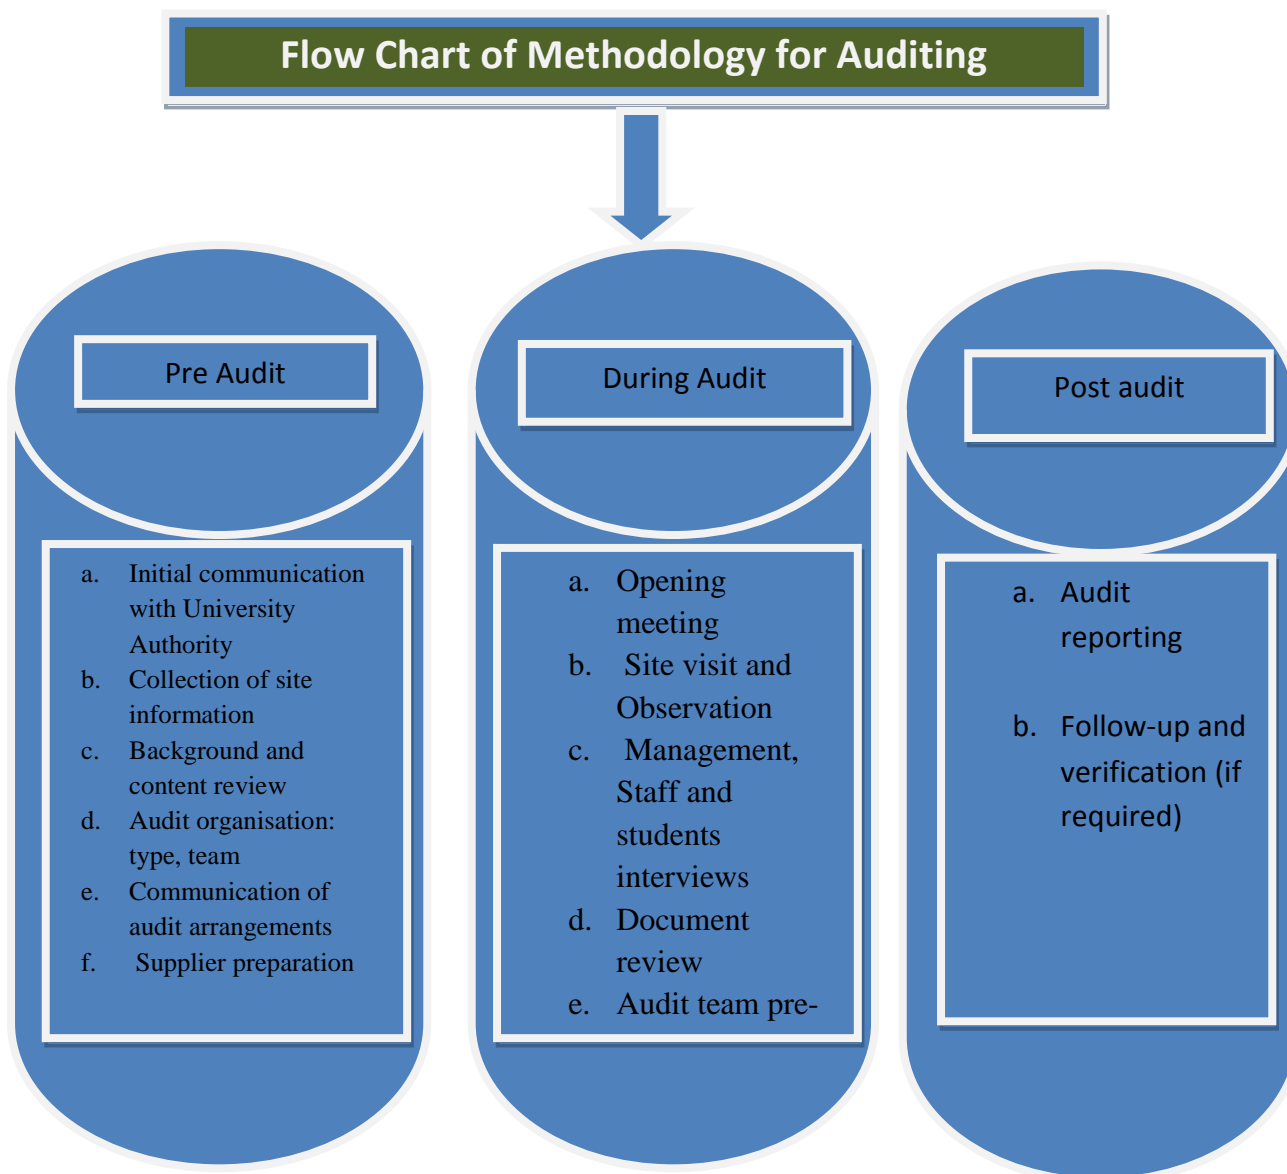 Flow Chart of Methodology for Auditing
Pre Audit
a. Initial communication
with University
Authority
b. Collection of site
information
c. Background and
content review
d. Audit organisation:
type, team
e. Communication of
audit arrangements
f. Supplier preparation
During Audit
a. Opening
meeting
b. Site visit and
Observation
c. Management,
Staff and
students
interviews
d. Document
review
e. Audit team pre-
Post audit
a. Audit
reporting
b. Follow-up and
verification (if
required)